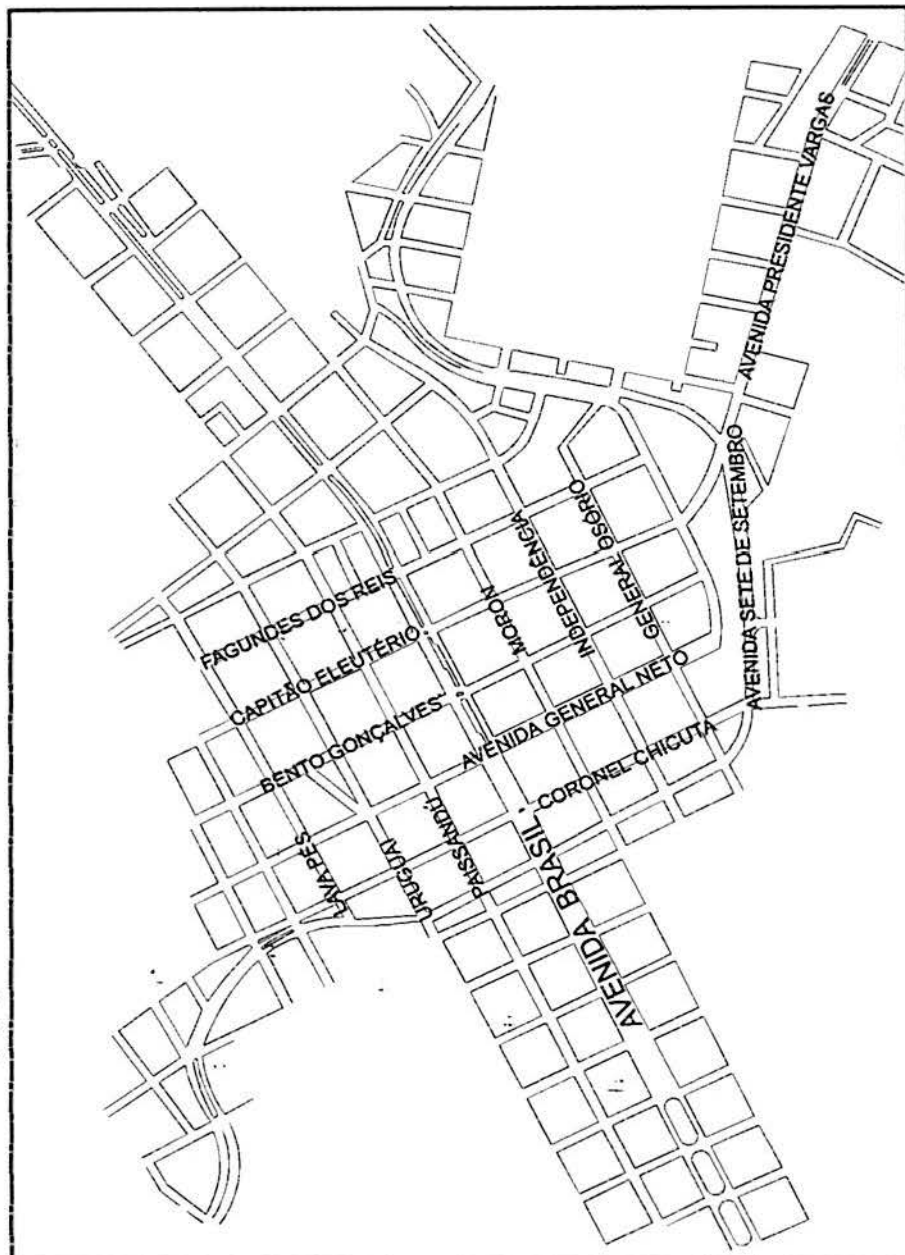 AVENIDA PRESIDENTE VARGAS
AVENIDA SETE DE SETEMBRO
GENERAL OSÓRIO
INDEPENDÊNCIA
MORON
FAGUNDES DOS REIS
CAPITÃO ELEUTÉRIO
BENTO GONÇALVES
AVENIDA GENERAL NETO
CORONEL CHICUTA
LAVA PÉS
URUGUAI
PAISSANDÚ
AVENIDA BRASIL